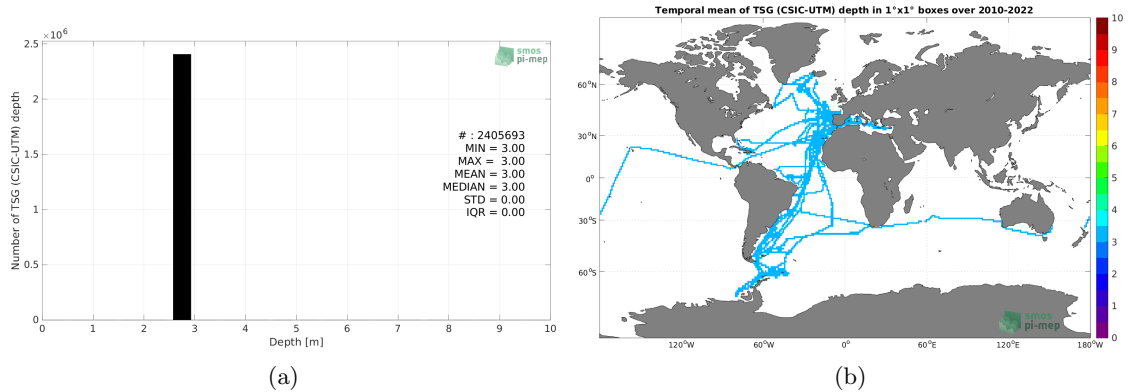 ×10⁶
2.5
2
1.5
1
0.5
0
0 1 2 3 4 5 6 7 8 9 10
Number of TSG (CSIC-UTM) depth
Depth [m]
smos
pi-mep
# : 2405693
MIN = 3.00
MAX = 3.00
MEAN = 3.00
MEDIAN = 3.00
STD = 0.00
IQR = 0.00
(a)
Temporal mean of TSG (CSIC-UTM) depth in 1°x1° boxes over 2010-2022
60°N
30°N
0°
30°S
60°S
120°W 60°W 0° 60°E 120°E 180°W
smos
pi-mep
10
9
8
7
6
5
4
3
2
1
0
(b)